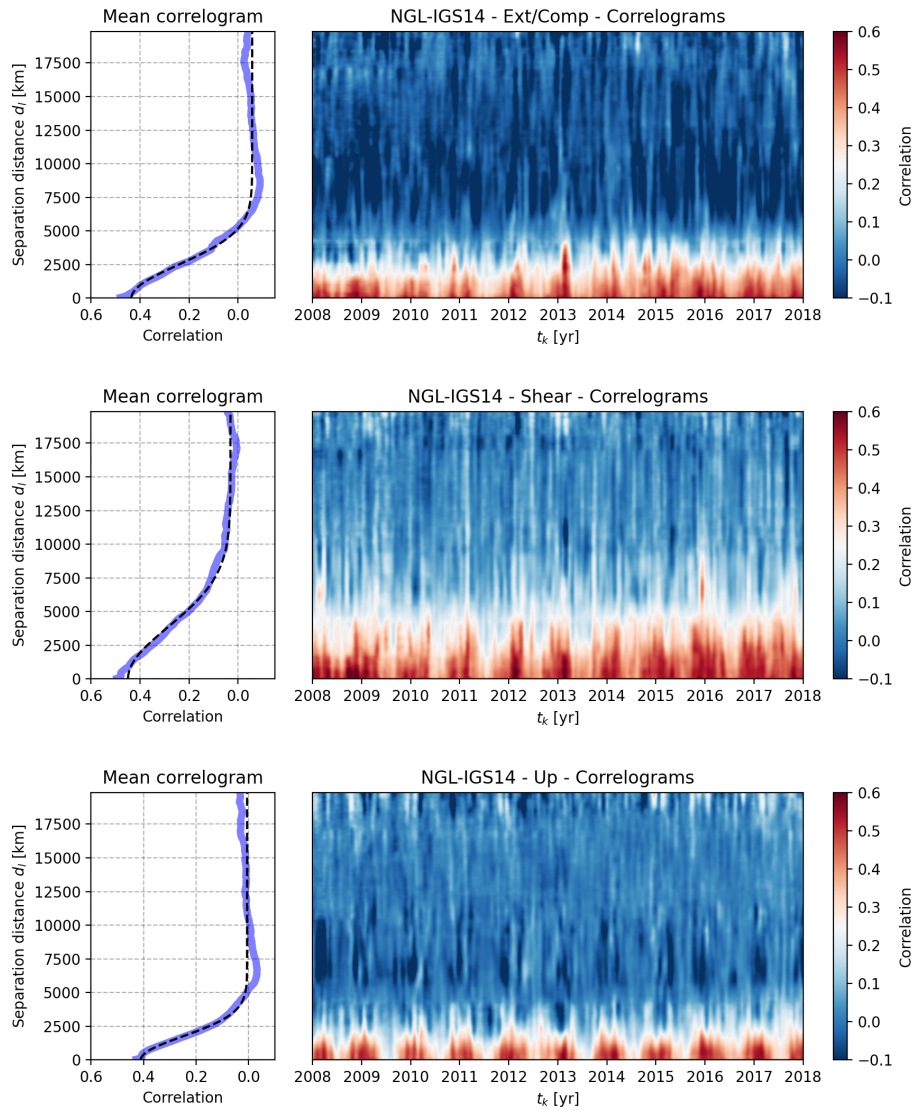 Mean correlogram
Separation distance d_l [km]
17500
15000
12500
10000
7500
5000
2500
0
0.6 0.4 0.2 0.0
Correlation
NGL-IGS14 - Ext/Comp - Correlograms
2008 2009 2010 2011 2012 2013 2014 2015 2016 2017 2018
t_k [yr]
0.6
0.5
0.4
0.3
0.2
0.1
0.0
−0.1
Correlation
Mean correlogram
Separation distance d_l [km]
17500
15000
12500
10000
7500
5000
2500
0
0.6 0.4 0.2 0.0
Correlation
NGL-IGS14 - Shear - Correlograms
2008 2009 2010 2011 2012 2013 2014 2015 2016 2017 2018
t_k [yr]
0.6
0.5
0.4
0.3
0.2
0.1
0.0
−0.1
Correlation
Mean correlogram
Separation distance d_l [km]
17500
15000
12500
10000
7500
5000
2500
0
0.6 0.4 0.2 0.0
Correlation
NGL-IGS14 - Up - Correlograms
2008 2009 2010 2011 2012 2013 2014 2015 2016 2017 2018
t_k [yr]
0.6
0.5
0.4
0.3
0.2
0.1
0.0
−0.1
Correlation